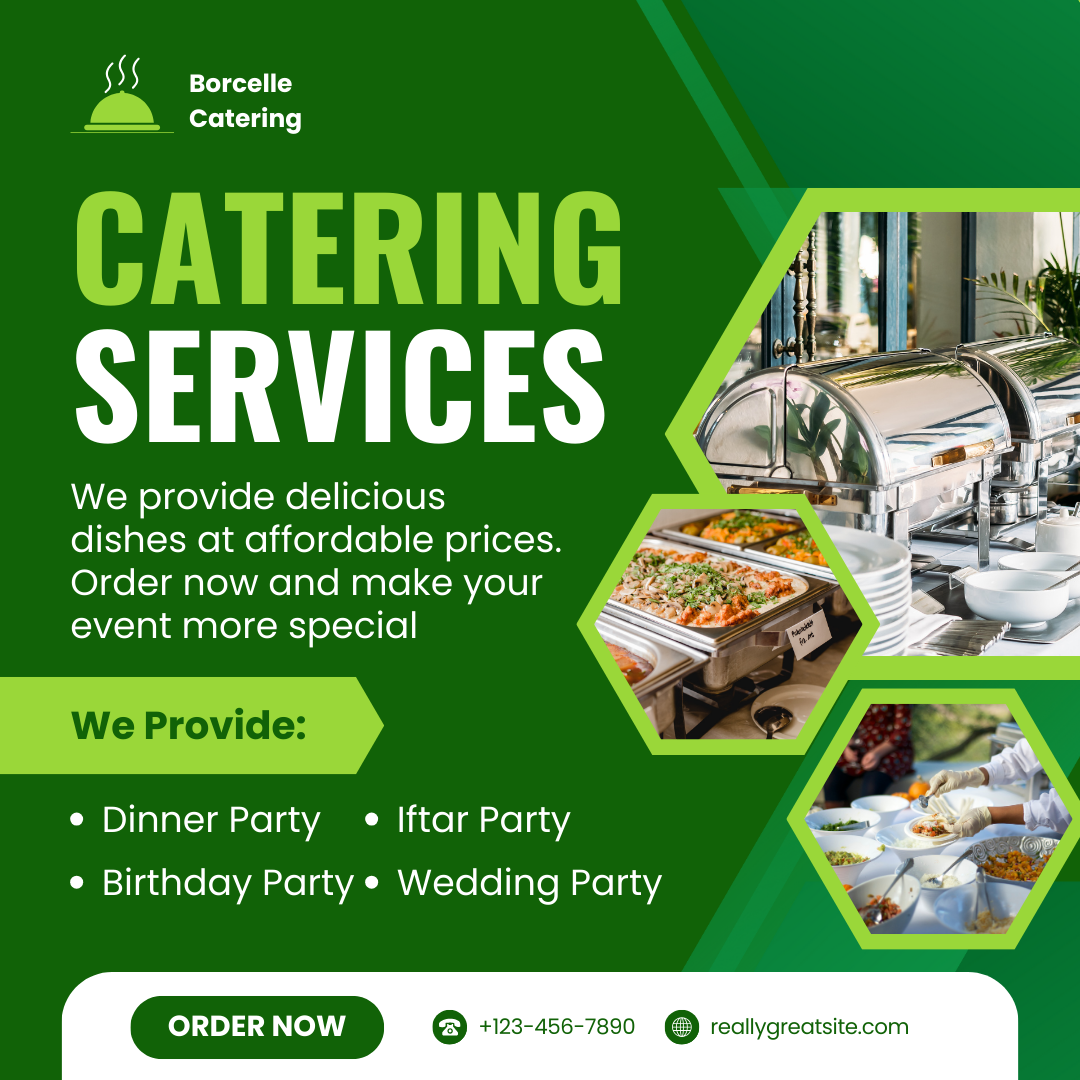 Borcelle
Catering
CATERING
SERVICES
We provide delicious
dishes at affordable prices.
Order now and make your
event more special
We Provide:
• Dinner Party • Iftar Party
• Birthday Party • Wedding Party
ORDER NOW +123-456-7890 reallygreatsite.com